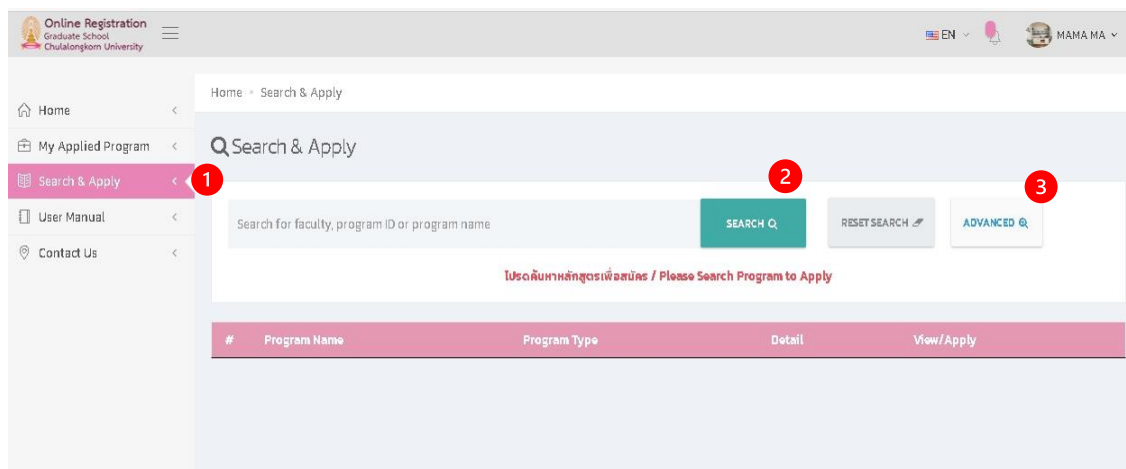 Online Registration
Graduate School
Chulalongkorn University
EN
MAMA MA
Home
My Applied Program
Search & Apply
User Manual
Contact Us
Home • Search & Apply
Search & Apply
1
2
3
Search for faculty, program ID or program name
SEARCH
RESET SEARCH
ADVANCED
โปรดค้นหาหลักสูตรเพื่อสมัคร / Please Search Program to Apply
# Program Name Program Type Detail View/Apply